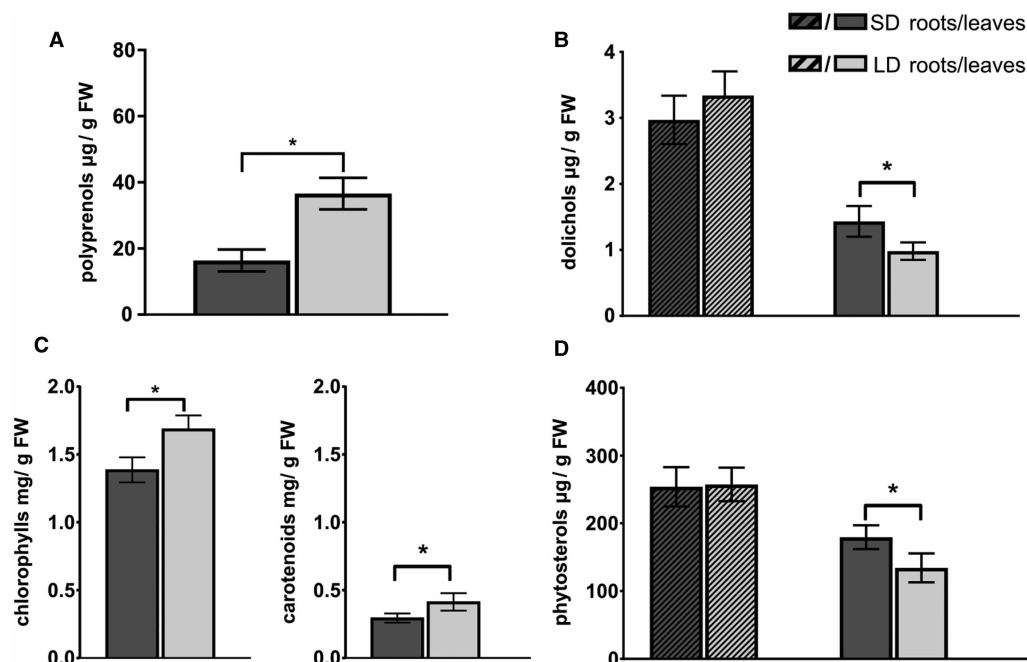 / SD roots/leaves
/ LD roots/leaves
A
polyprenols µg/ g FW
80
60
40
20
0
*
B
dolichols µg/ g FW
4
3
2
1
0
*
C
chlorophylls mg/ g FW
2.0
1.5
1.0
0.5
0.0
*
carotenoids mg/ g FW
2.0
1.5
1.0
0.5
0.0
*
D
phytosterols µg/ g FW
400
300
200
100
0
*